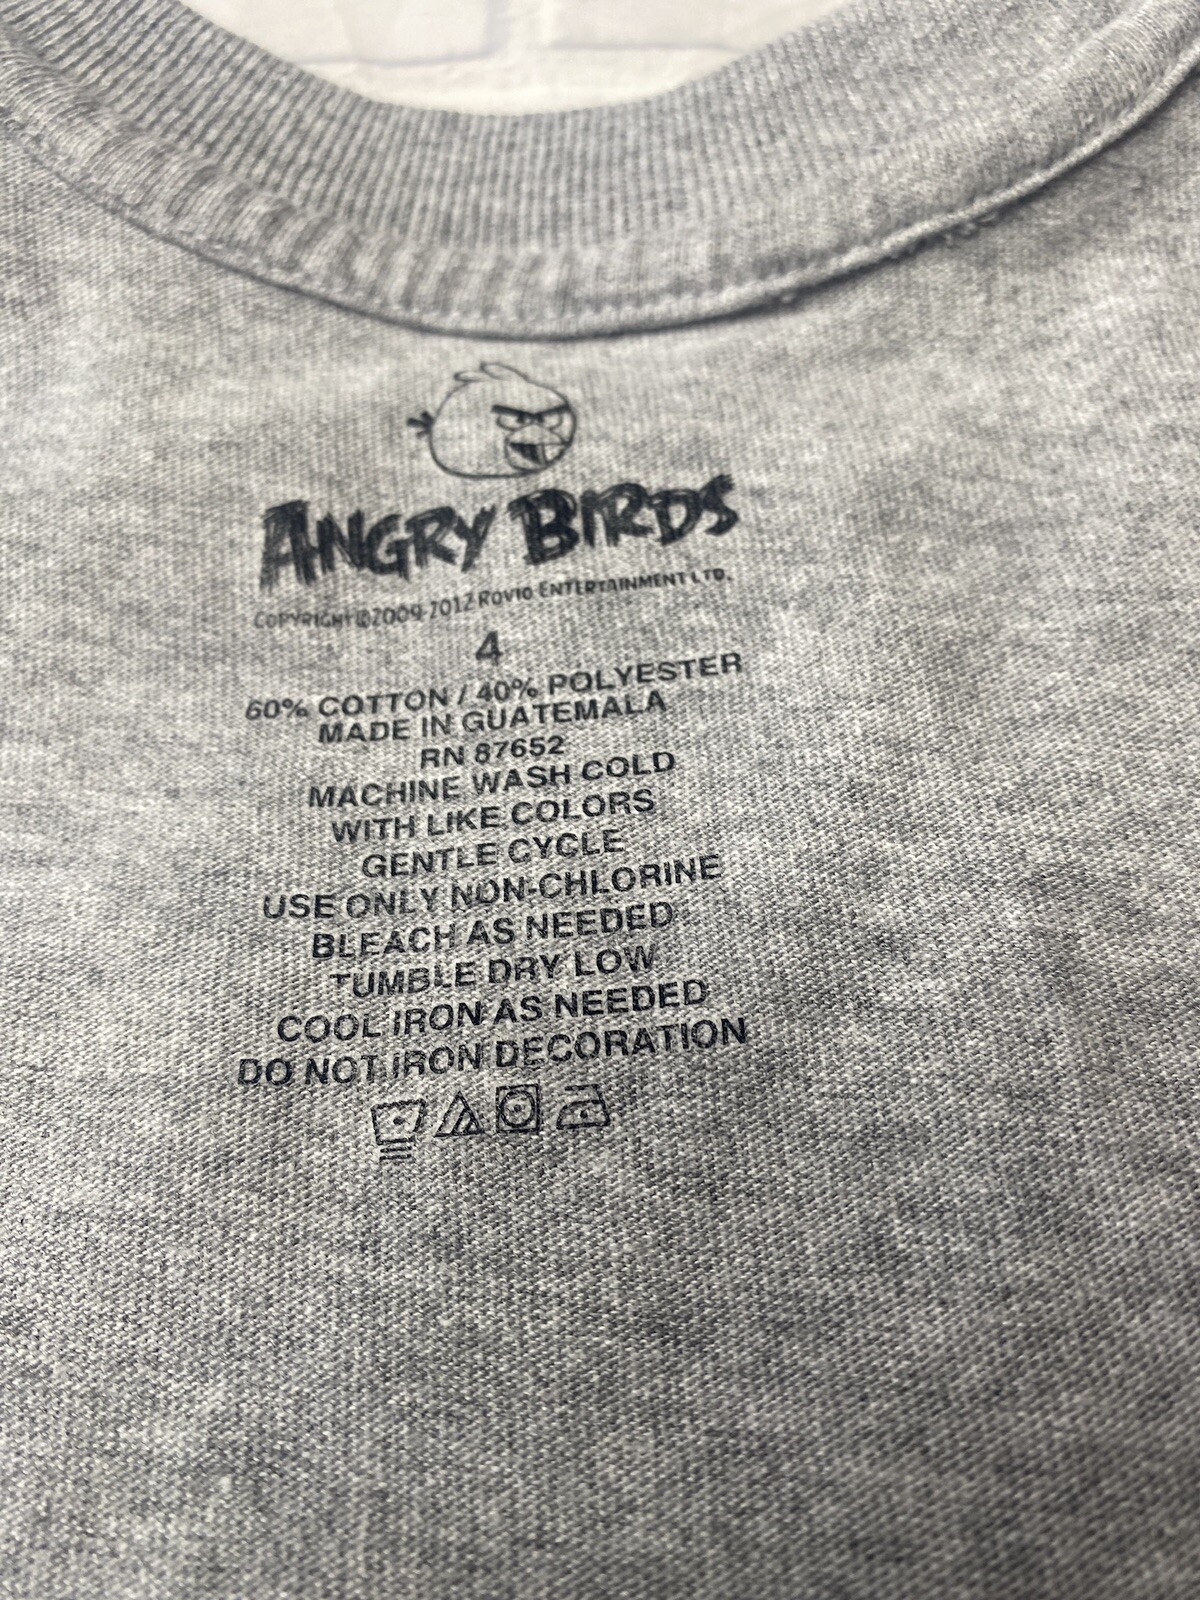 ANGRY BIRDS
COPYRIGHT©2009-2012 ROVIO ENTERTAINMENT LTD.
4
60% COTTON / 40% POLYESTER
MADE IN GUATEMALA
RN 87652
MACHINE WASH COLD
WITH LIKE COLORS
GENTLE CYCLE
USE ONLY NON-CHLORINE
BLEACH AS NEEDED
TUMBLE DRY LOW
COOL IRON AS NEEDED
DO NOT IRON DECORATION